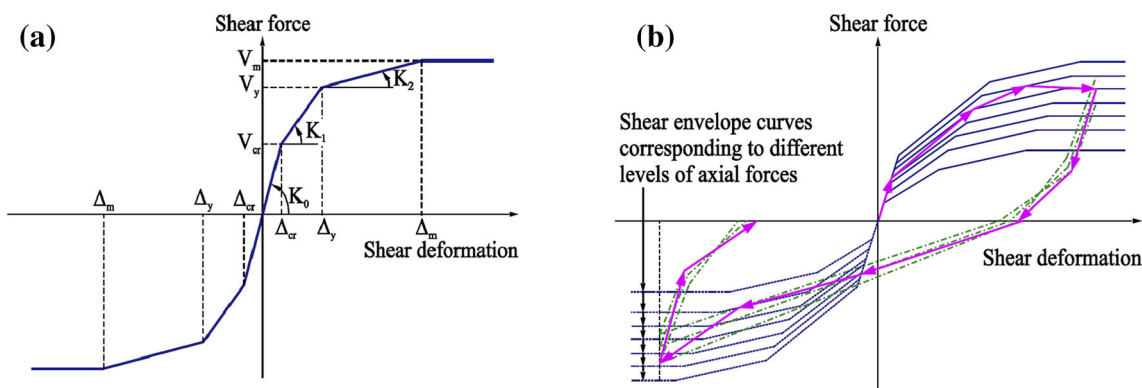 (a)
Shear force
V_m
V_y
V_cr
K_2
K_1
K_0
Δ_m
Δ_y
Δ_cr
Δ_cr
Δ_y
Δ_m
Shear deformation
(b)
Shear force
Shear envelope curves
corresponding to different
levels of axial forces
Shear deformation